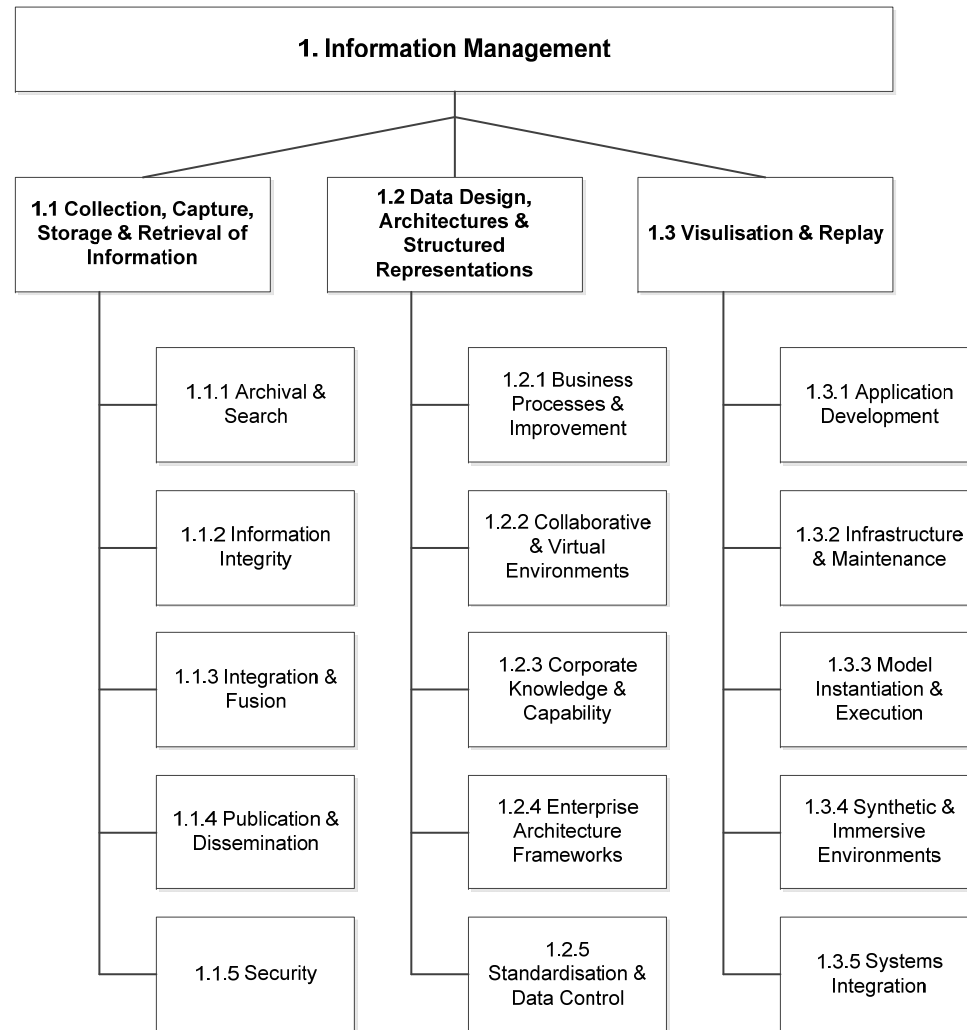 1. Information Management
1.1 Collection, Capture,
Storage & Retrieval of
Information
1.1.1 Archival &
Search
1.1.2 Information
Integrity
1.1.3 Integration &
Fusion
1.1.4 Publication &
Dissemination
1.1.5 Security
1.2 Data Design,
Architectures &
Structured
Representations
1.2.1 Business
Processes &
Improvement
1.2.2 Collaborative
& Virtual
Environments
1.2.3 Corporate
Knowledge &
Capability
1.2.4 Enterprise
Architecture
Frameworks
1.2.5
Standardisation &
Data Control
1.3 Visulisation & Replay
1.3.1 Application
Development
1.3.2 Infrastructure
& Maintenance
1.3.3 Model
Instantiation &
Execution
1.3.4 Synthetic &
Immersive
Environments
1.3.5 Systems
Integration